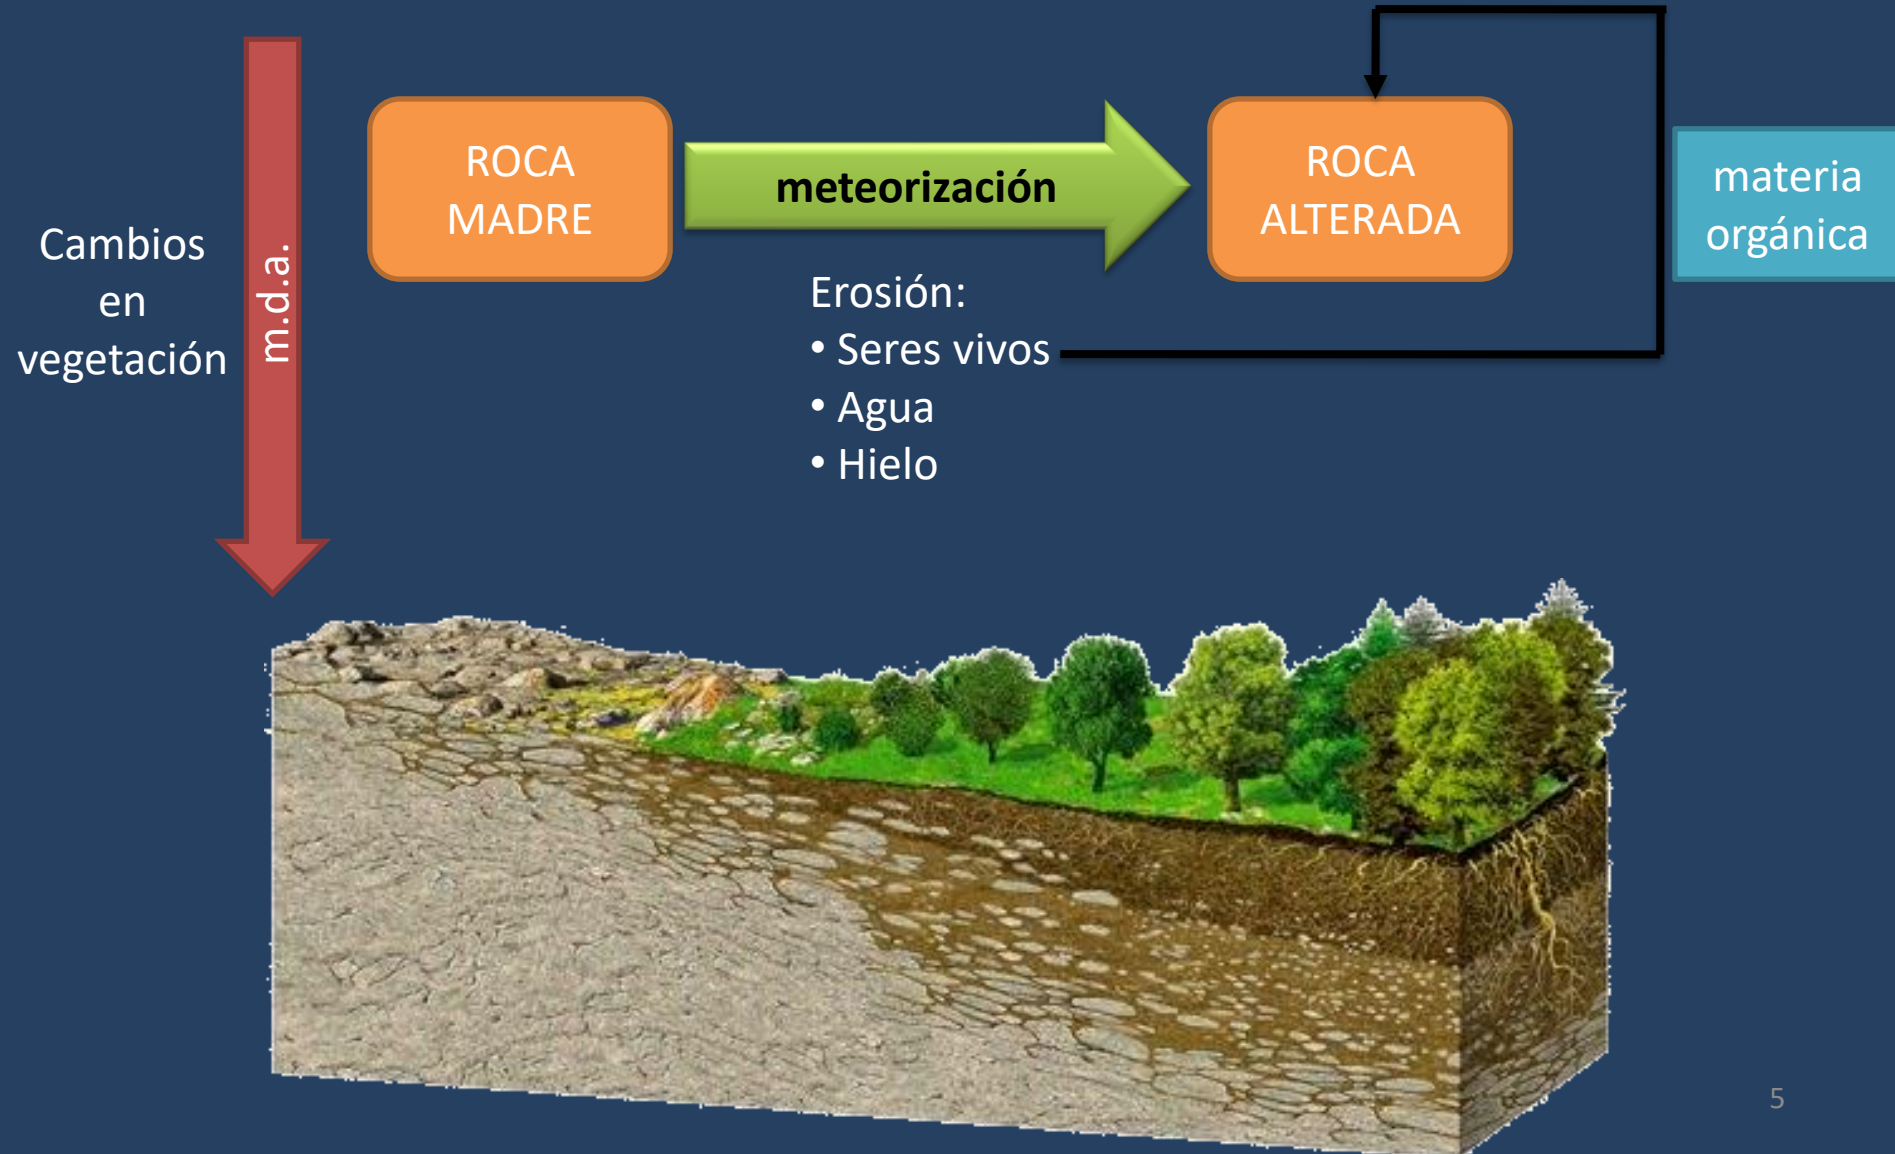 Cambios
en
vegetación
m.d.a.
ROCA
MADRE
meteorización
Erosión:
• Seres vivos
• Agua
• Hielo
ROCA
ALTERADA
materia
orgánica
5